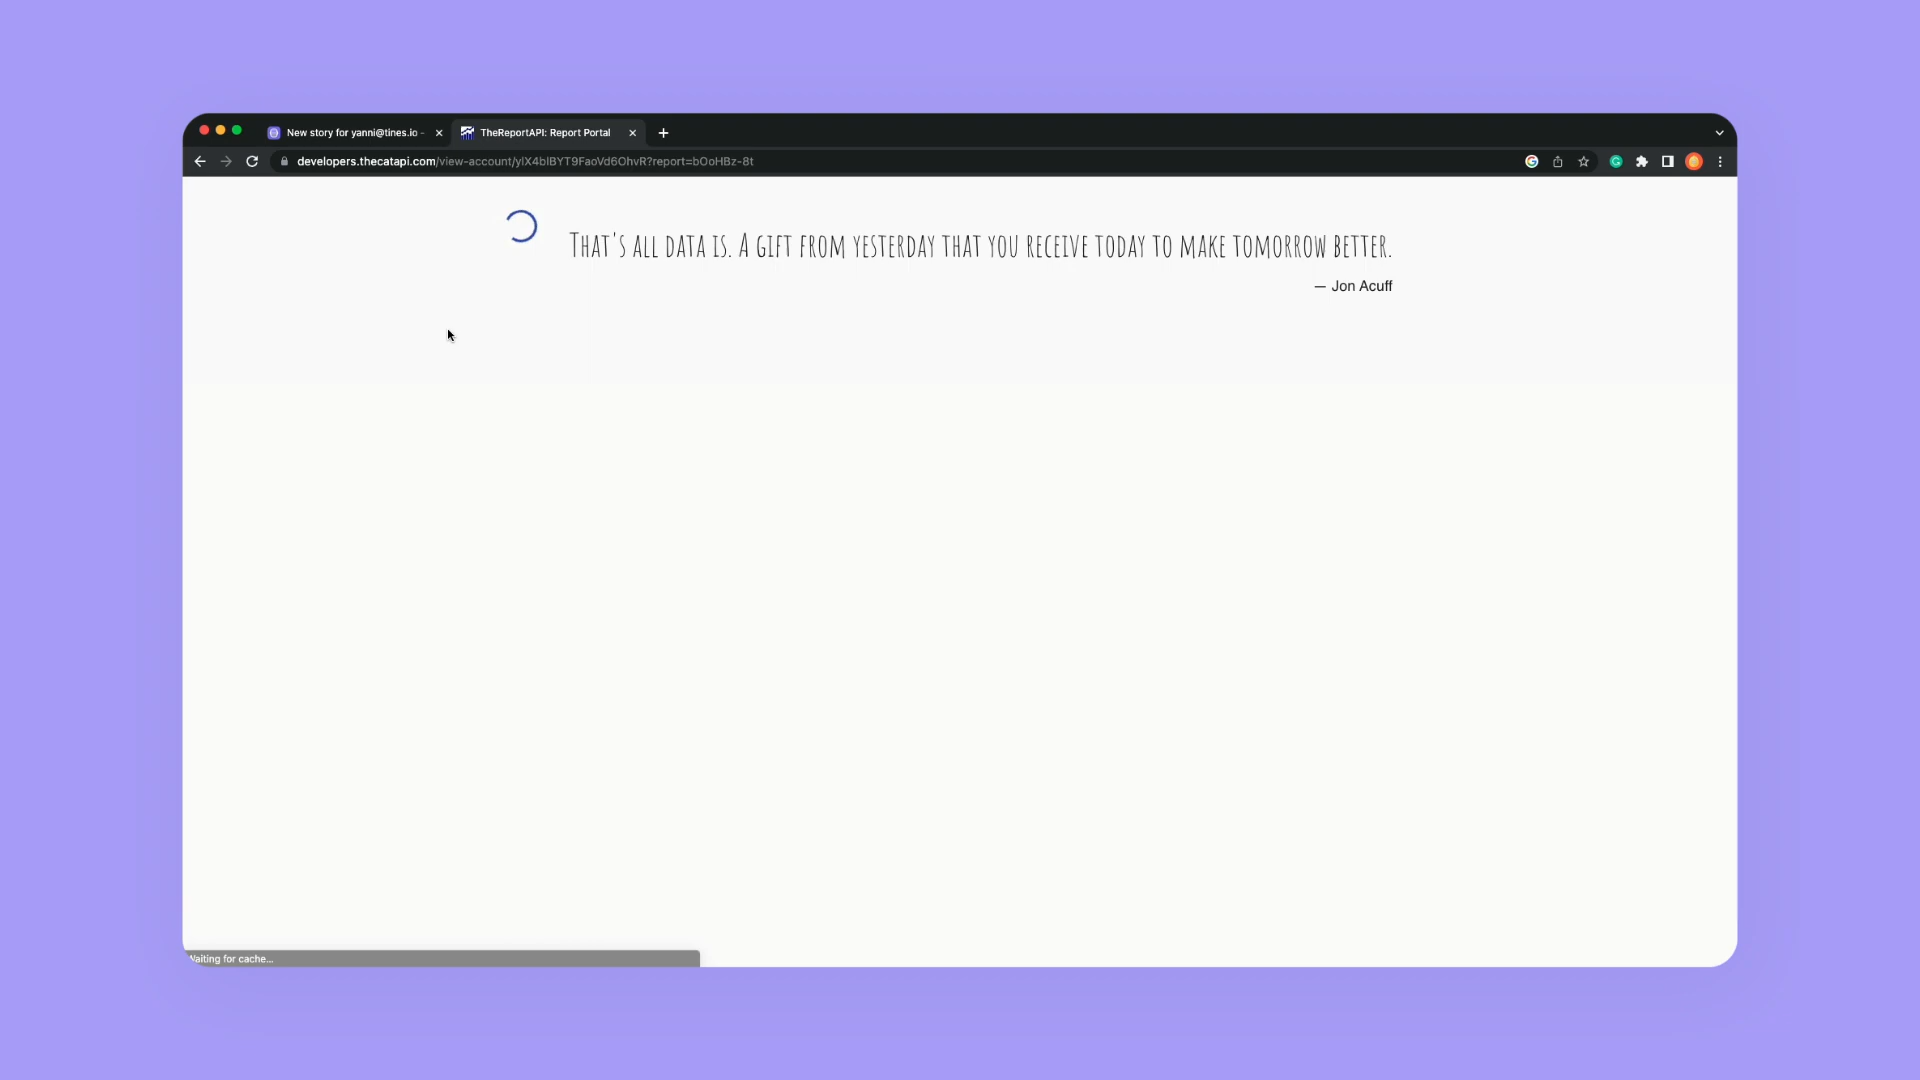 New story for yanni@tines.io -
TheReportAPI: Report Portal
developers.thecatapi.com/view-account/ylX4blBYT9FaoVd6OhvR?report=bOoHBz-8t
That's all data is. A gift from yesterday that you receive today to make tomorrow better.
— Jon Acuff
Waiting for cache...